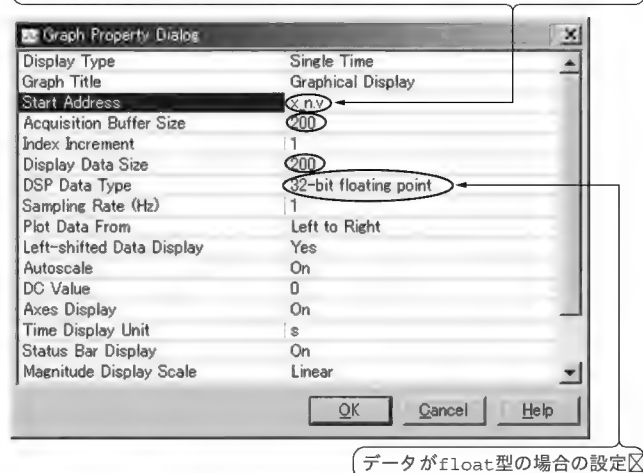 Graph Property Dialog
Display Type Single Time
Graph Title Graphical Display
Start Address x_n.v
Acquisition Buffer Size 200
Index Increment 1
Display Data Size 200
DSP Data Type 32-bit floating point
Sampling Rate (Hz) 1
Plot Data From Left to Right
Left-shifted Data Display Yes
Autoscale On
DC Value 0
Axes Display On
Time Display Unit s
Status Bar Display On
Magnitude Display Scale Linear
OK Cancel Help
データがfloat型の場合の設定